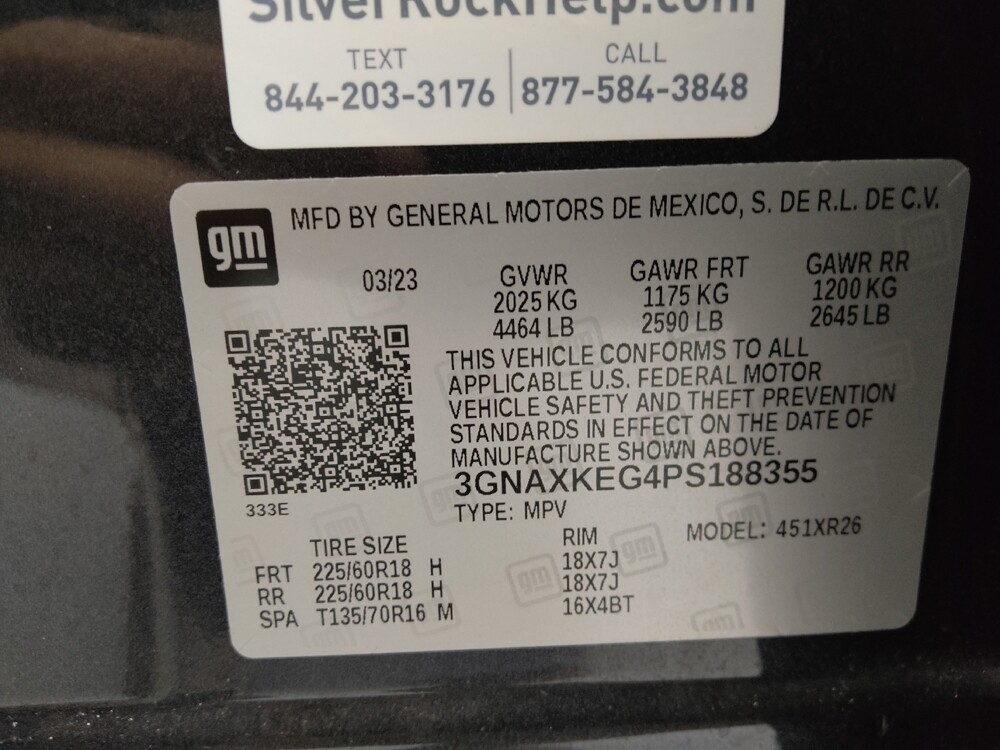 SilverRockHelp.com
TEXT
CALL
844-203-3176
877-584-3848
gm
MFD BY GENERAL MOTORS DE MEXICO, S. DE R.L. DE C.V.
03/23
GVWR
2025 KG
4464 LB
GAWR FRT
1175 KG
2590 LB
GAWR RR
1200 KG
2645 LB
THIS VEHICLE CONFORMS TO ALL
APPLICABLE U.S. FEDERAL MOTOR
VEHICLE SAFETY AND THEFT PREVENTION
STANDARDS IN EFFECT ON THE DATE OF
MANUFACTURE SHOWN ABOVE.
3GNAXKEG4PS188355
333E
TYPE: MPV
MODEL: 451XR26
TIRE SIZE RIM
FRT 225/60R18 H 18X7J
RR 225/60R18 H 18X7J
SPA T135/70R16 M 16X4BT